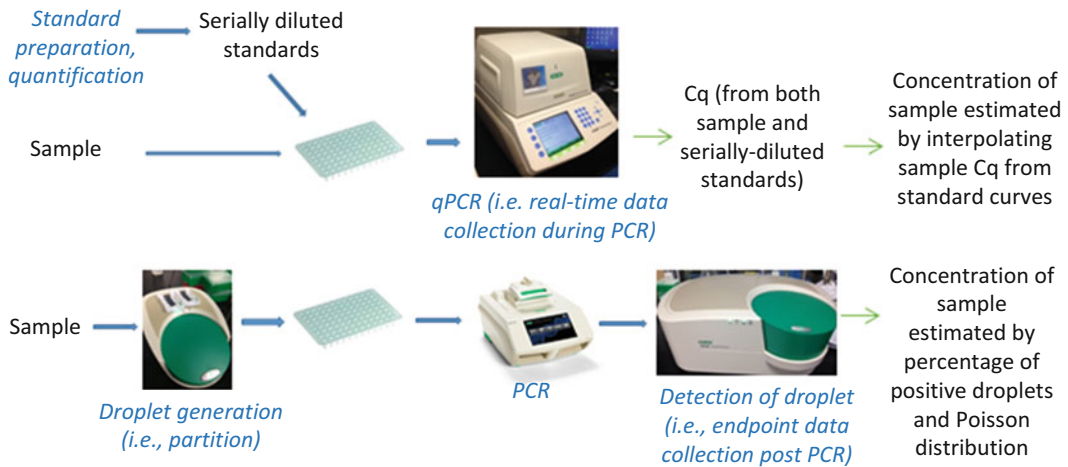 Standard
preparation,
quantification
Serially diluted
standards
Sample
qPCR (i.e. real-time data
collection during PCR)
Cq (from both
sample and
serially-diluted
standards)
Concentration of
sample estimated
by interpolating
sample Cq from
standard curves
Sample
Droplet generation
(i.e., partition)
PCR
Detection of droplet
(i.e., endpoint data
collection post PCR)
Concentration of
sample
estimated by
percentage of
positive droplets
and Poisson
distribution